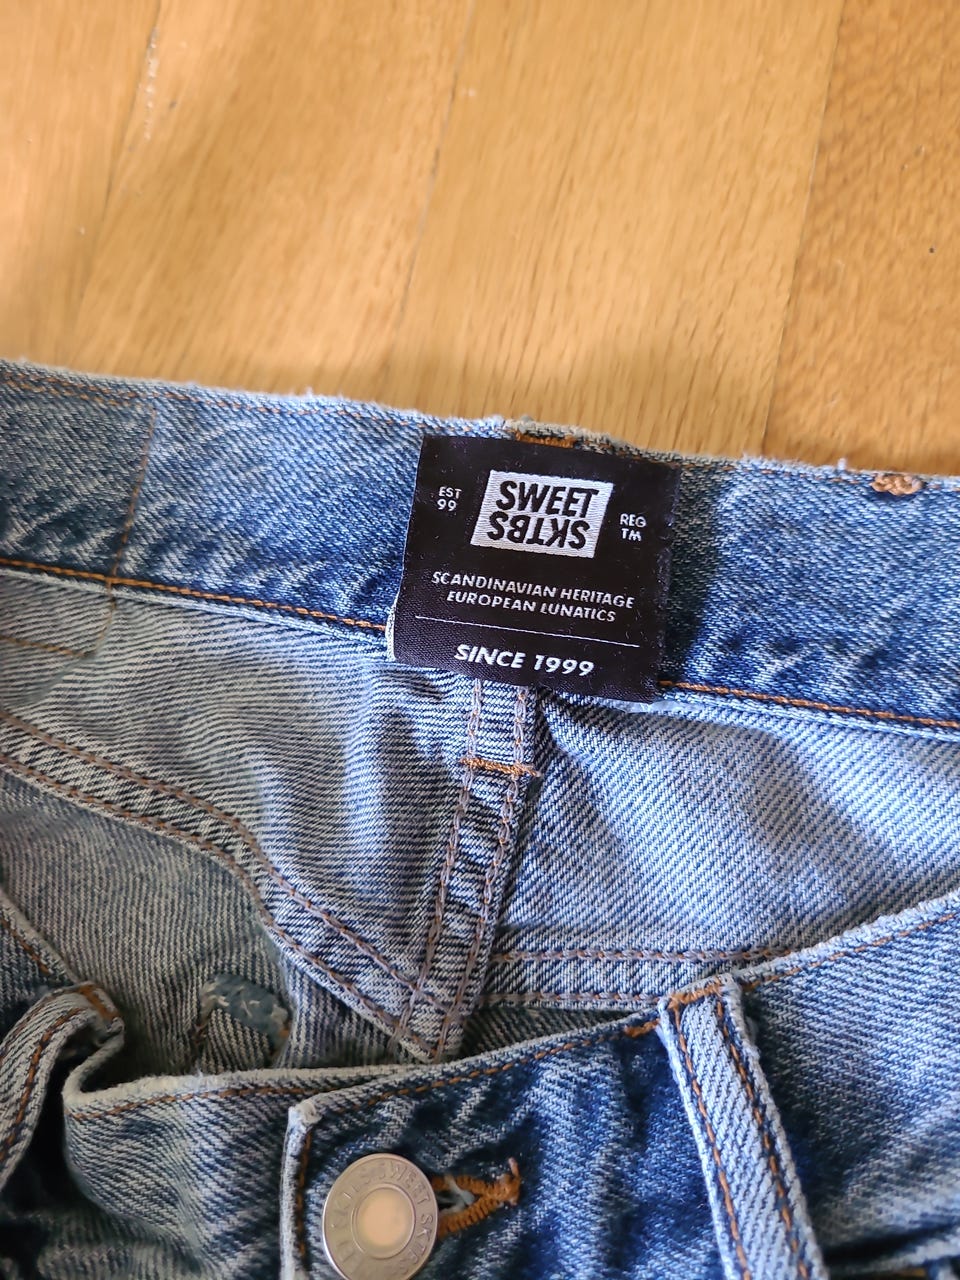 EST
99
SWEET
SKTBS
REG
TM
SCANDINAVIAN HERITAGE
EUROPEAN LUNATICS
SINCE 1999